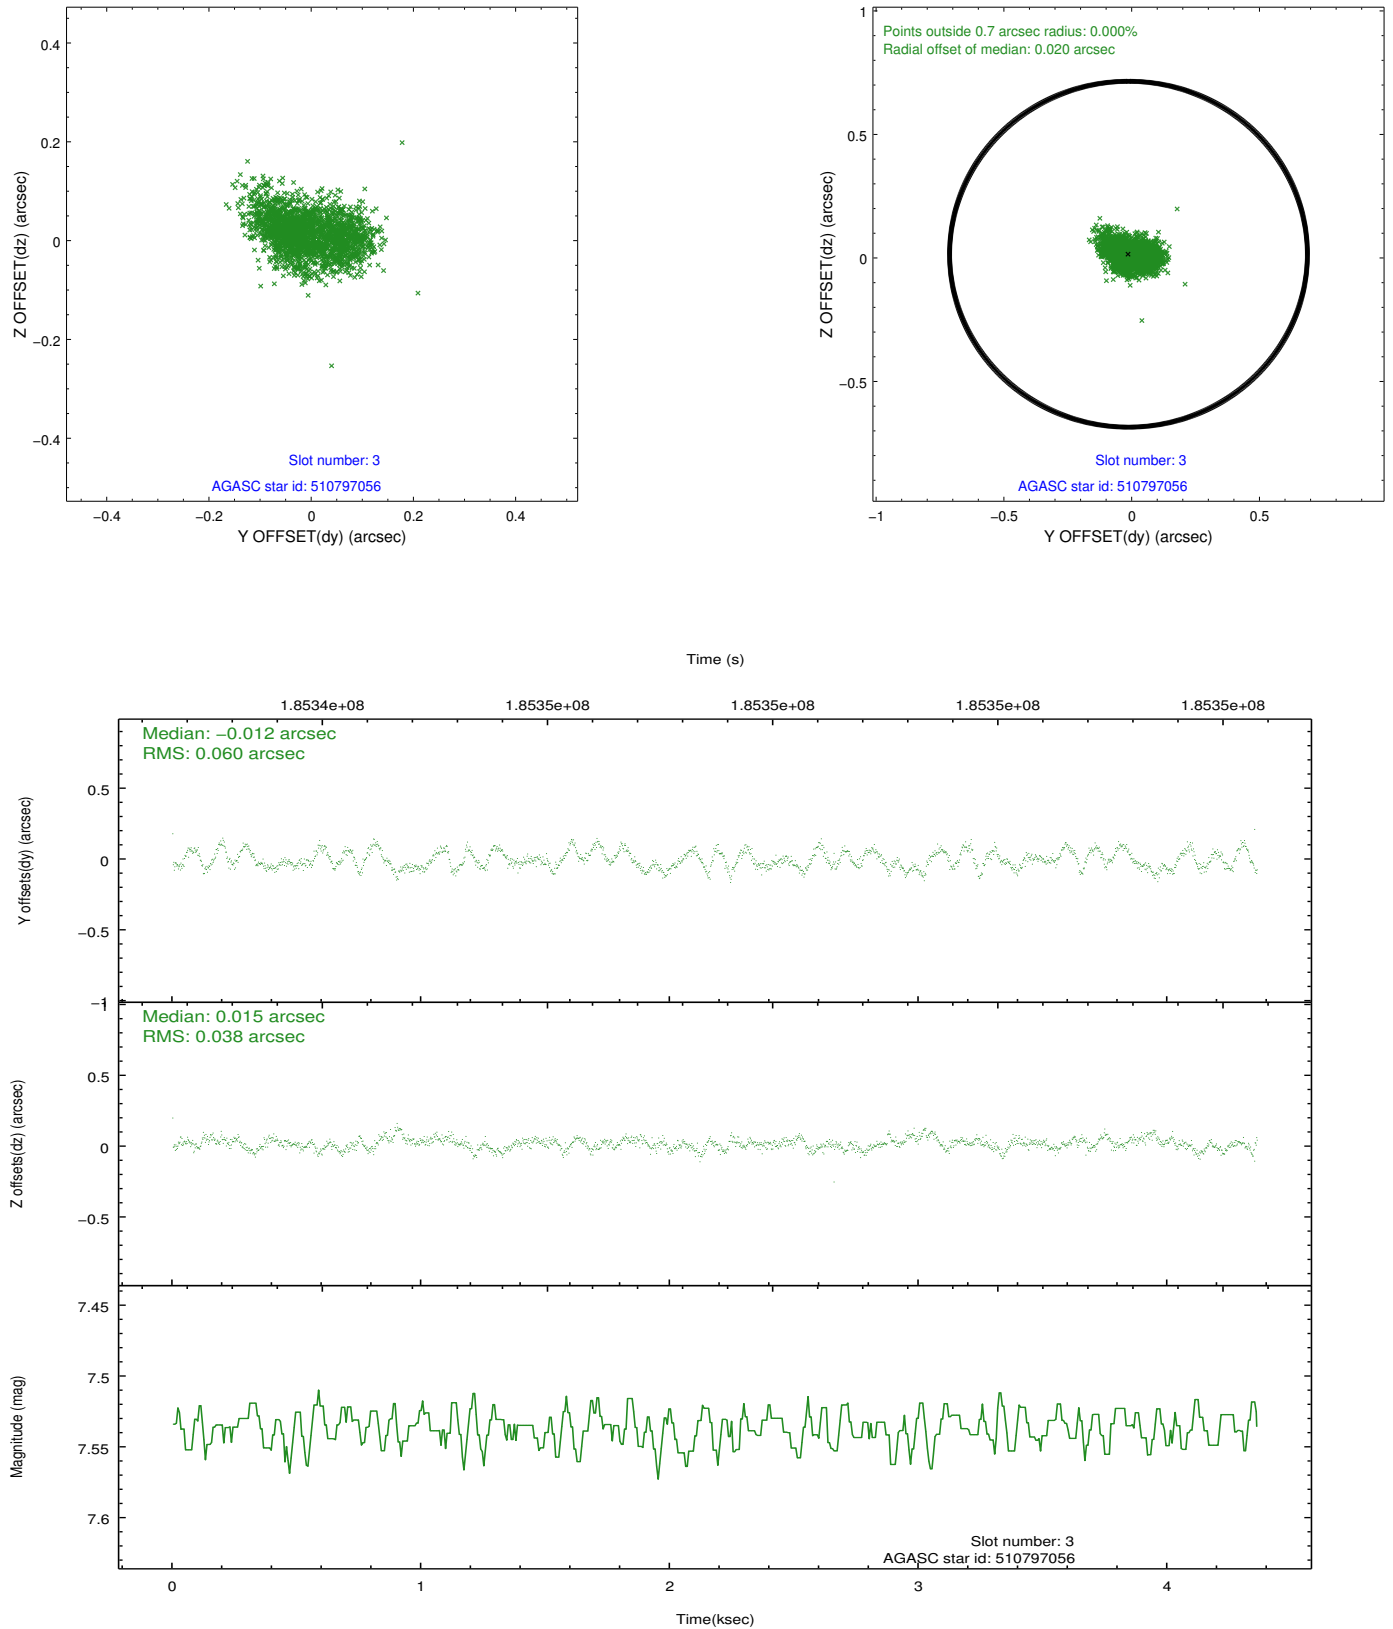 0.4
0.2
0
−0.2
−0.4
Z OFFSET(dz) (arcsec)
Slot number: 3
AGASC star id: 510797056
−0.4 −0.2 0 0.2 0.4
Y OFFSET(dy) (arcsec)
1
0.5
0
−0.5
Z OFFSET(dz) (arcsec)
Points outside 0.7 arcsec radius: 0.000%
Radial offset of median: 0.020 arcsec
Slot number: 3
AGASC star id: 510797056
−1 −0.5 0 0.5
Y OFFSET(dy) (arcsec)
Time (s)
1.8534e+08 1.8535e+08 1.8535e+08 1.8535e+08 1.8535e+08
Median: −0.012 arcsec
RMS: 0.060 arcsec
0.5
0
−0.5
−1
Y offsets(dy) (arcsec)
Median: 0.015 arcsec
RMS: 0.038 arcsec
1
0.5
0
−0.5
Z offsets(dz) (arcsec)
7.45
7.5
7.55
7.6
Magnitude (mag)
Slot number: 3
AGASC star id: 510797056
0 1 2 3 4
Time(ksec)